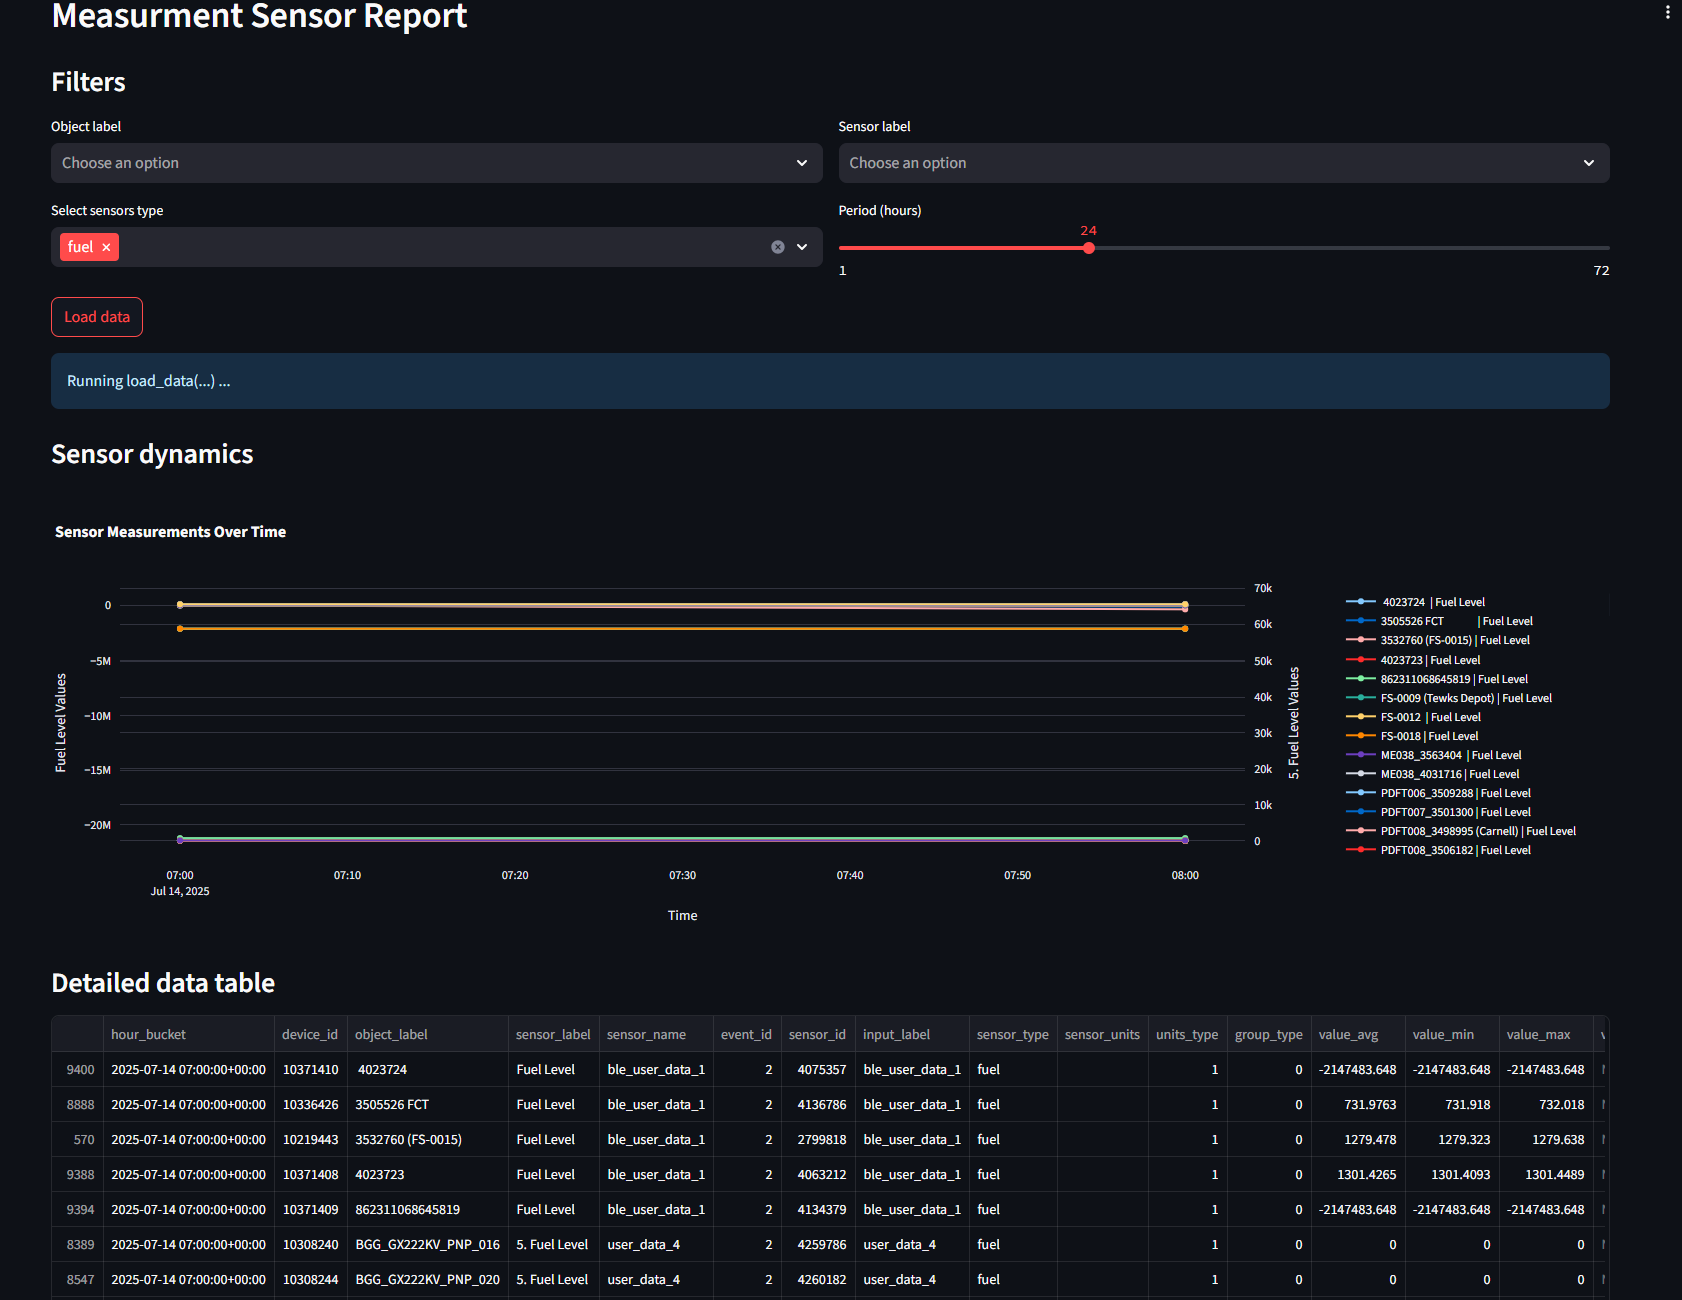 Measurment Sensor Report
Filters
Object label
Sensor label
Choose an option
Choose an option
Select sensors type
Period (hours)
fuel ×
24
1
72
Load data
Running load_data(...) ...
Sensor dynamics
Sensor Measurements Over Time
Fuel Level Values
0
−5M
−10M
−15M
−20M
70k
60k
50k
40k
30k
20k
10k
0
5. Fuel Level Values
07:00
07:10
07:20
07:30
07:40
07:50
08:00
Jul 14, 2025
Time
4023724 | Fuel Level
3505526 FCT | Fuel Level
3532760 (FS-0015) | Fuel Level
4023723 | Fuel Level
862311068645819 | Fuel Level
FS-0009 (Tewks Depot) | Fuel Level
FS-0012 | Fuel Level
FS-0018 | Fuel Level
ME038_3563404 | Fuel Level
ME038_4031716 | Fuel Level
PDFT006_3509288 | Fuel Level
PDFT007_3501300 | Fuel Level
PDFT008_3498995 (Carnell) | Fuel Level
PDFT008_3506182 | Fuel Level
Detailed data table
hour_bucket device_id object_label sensor_label sensor_name event_id sensor_id input_label sensor_type sensor_units units_type group_type value_avg value_min value_max
9400 2025-07-14 07:00:00+00:00 10371410 4023724 Fuel Level ble_user_data_1 2 4075357 ble_user_data_1 fuel 1 0 -2147483.648 -2147483.648 -2147483.648
8888 2025-07-14 07:00:00+00:00 10336426 3505526 FCT Fuel Level ble_user_data_1 2 4136786 ble_user_data_1 fuel 1 0 731.9763 731.918 732.018
570 2025-07-14 07:00:00+00:00 10219443 3532760 (FS-0015) Fuel Level ble_user_data_1 2 2799818 ble_user_data_1 fuel 1 0 1279.478 1279.323 1279.638
9388 2025-07-14 07:00:00+00:00 10371408 4023723 Fuel Level ble_user_data_1 2 4063212 ble_user_data_1 fuel 1 0 1301.4265 1301.4093 1301.4489
9394 2025-07-14 07:00:00+00:00 10371409 862311068645819 Fuel Level ble_user_data_1 2 4134379 ble_user_data_1 fuel 1 0 -2147483.648 -2147483.648 -2147483.648
8389 2025-07-14 07:00:00+00:00 10308240 BGG_GX222KV_PNP_016 5. Fuel Level user_data_4 2 4259786 user_data_4 fuel 1 0 0 0 0
8547 2025-07-14 07:00:00+00:00 10308244 BGG_GX222KV_PNP_020 5. Fuel Level user_data_4 2 4260182 user_data_4 fuel 1 0 0 0 0